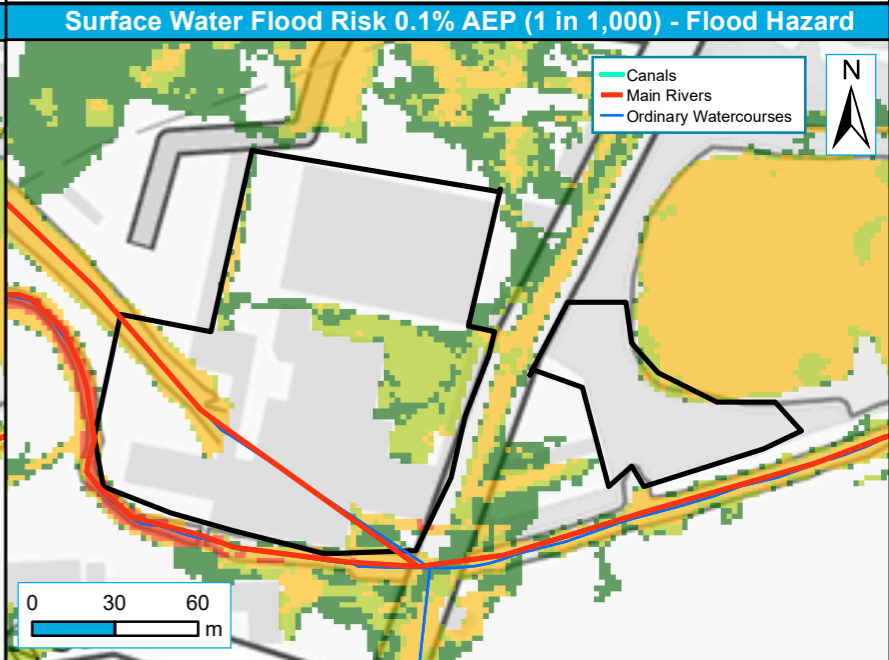 Surface Water Flood Risk 0.1% AEP (1 in 1,000) - Flood Hazard
Canals
Main Rivers
Ordinary Watercourses
N
0 30 60
m